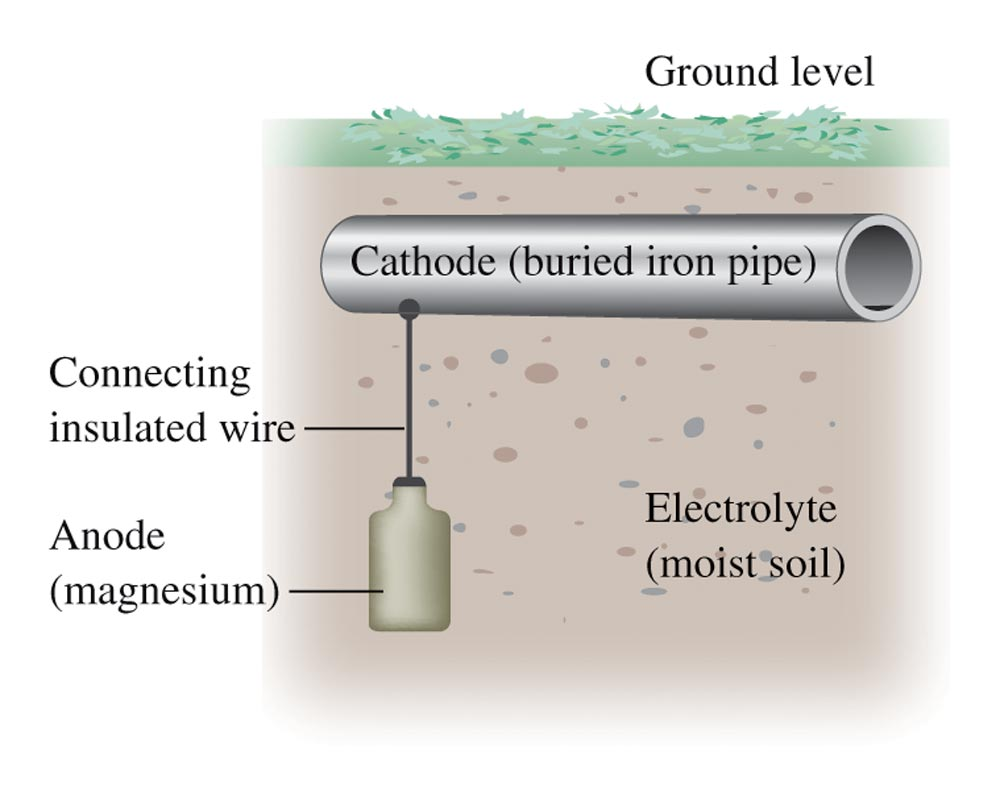 Ground level
Cathode (buried iron pipe)
Connecting
insulated wire
Anode
(magnesium)
Electrolyte
(moist soil)